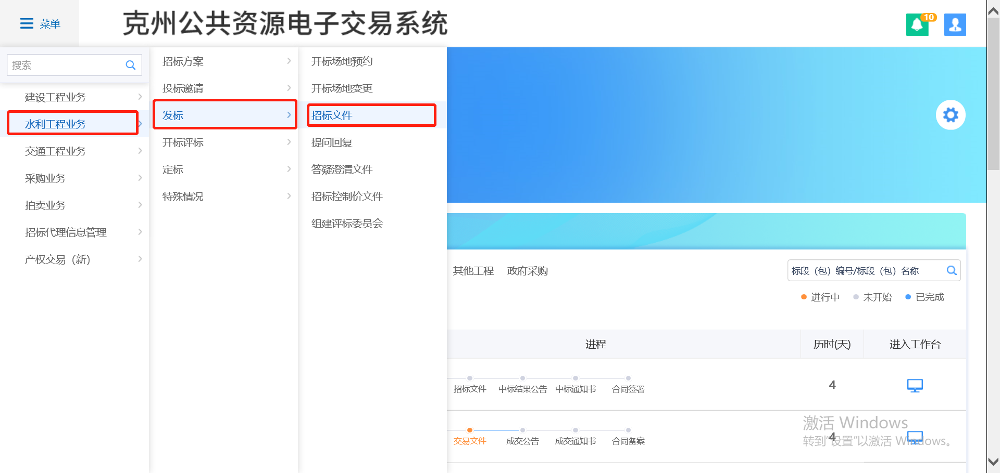 菜单
克州公共资源电子交易系统
10
搜索
建设工程业务
水利工程业务
交通工程业务
采购业务
拍卖业务
招标代理信息管理
产权交易（新）
招标方案
投标邀请
发标
开标评标
定标
特殊情况
开标场地预约
开标场地变更
招标文件
提问回复
答疑澄清文件
招标控制价文件
组建评标委员会
其他工程 政府采购
标段（包）编号/标段（包）名称
进行中 未开始 已完成
进程 历时(天) 进入工作台
招标文件 中标结果公告 中标通知书 合同签署
4
交易文件 成交公告 成交通知书 合同备案
4
激活 Windows
转到“设置”以激活 Windows。